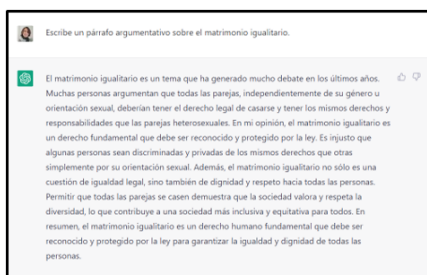 Escribe un párrafo argumentativo sobre el matrimonio igualitario.
El matrimonio igualitario es un tema que ha generado mucho debate en los últimos años.
Muchas personas argumentan que todas las parejas, independientemente de su género u
orientación sexual, deberían tener el derecho legal de casarse y tener los mismos derechos y
responsabilidades que las parejas heterosexuales. En mi opinión, el matrimonio igualitario es
un derecho fundamental que debe ser reconocido y protegido por la ley. Es injusto que
algunas personas sean discriminadas y privadas de los mismos derechos que otras
simplemente por su orientación sexual. Además, el matrimonio igualitario no sólo es una
cuestión de igualdad legal, sino también de dignidad y respeto hacia todas las personas.
Permitir que todas las parejas se casen demuestra que la sociedad valora y respeta la
diversidad, lo que contribuye a una sociedad más inclusiva y equitativa para todos. En
resumen, el matrimonio igualitario es un derecho humano fundamental que debe ser
reconocido y protegido por la ley para garantizar la igualdad y dignidad de todas las
personas.